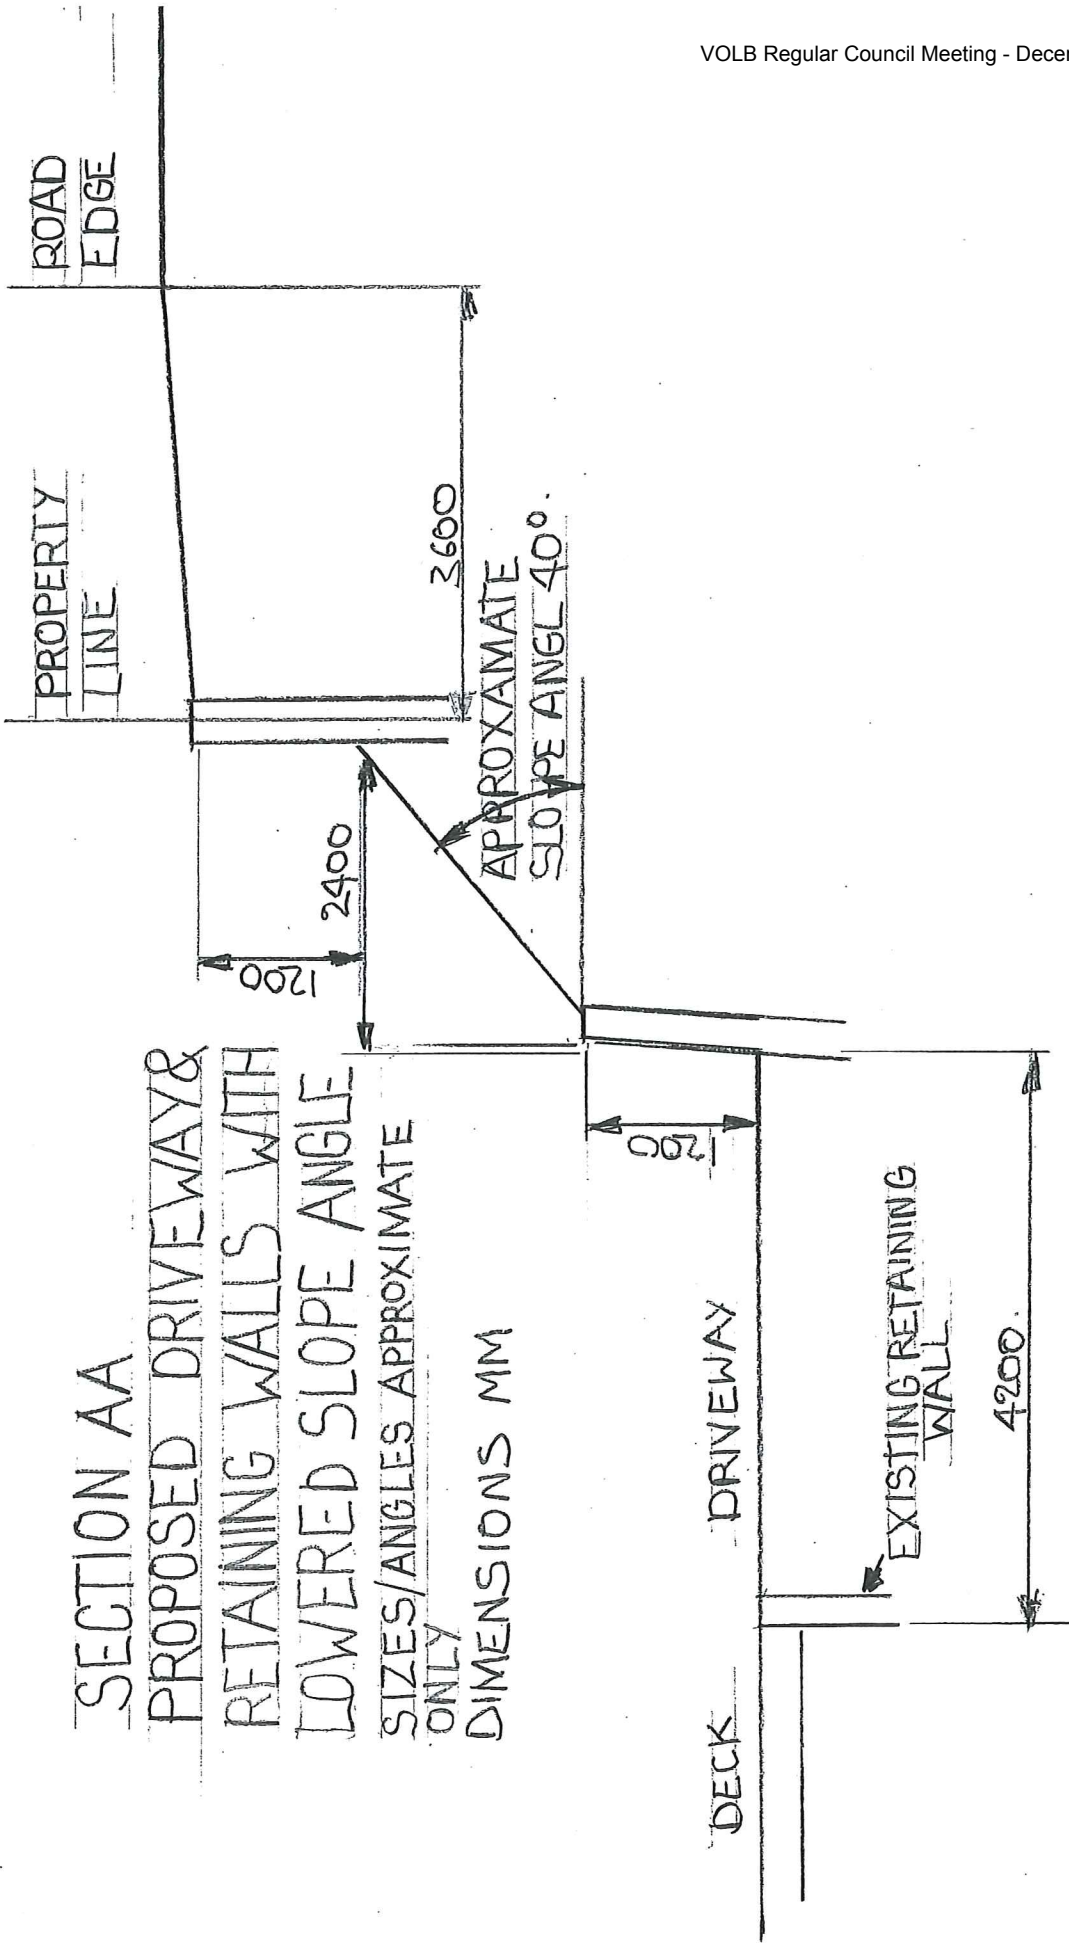 VOLB Regular Council Meeting -
SECTION AA
PROPOSED DRIVEWAY&
RETAINING WALLS WITH
LOWERED SLOPE ANGLE
SIZES/ANGLES APPROXIMATE
ONLY
DIMENSIONS MM
PROPERTY
LINE
ROAD
EDGE
1200
2400
3600
APPROXAMATE
SLOPE ANGL 40°.
1200
DECK
DRIVEWAY
EXISTING RETAINING
WALL
4200.